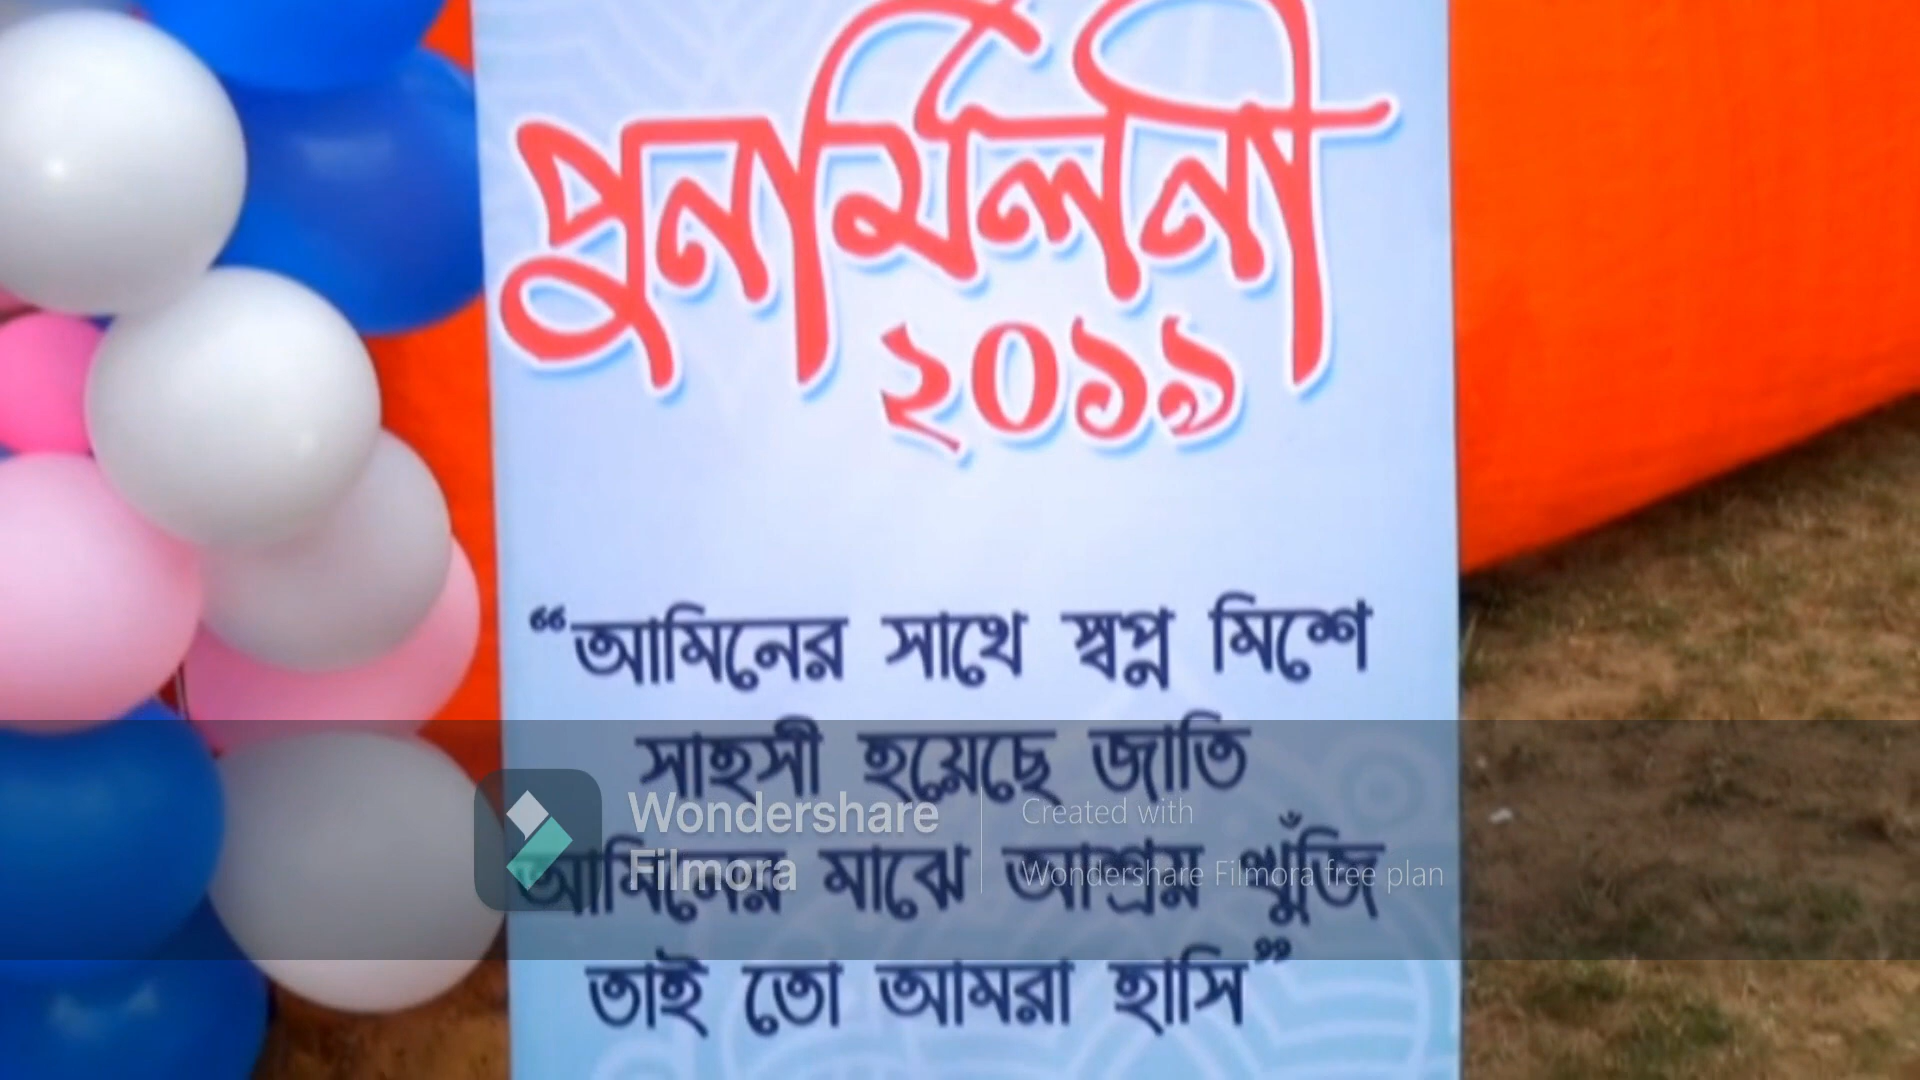 পুনর্মিলনী
২০১৯
“আমিনের সাথে স্বপ্ন মিশে
সাহসী হয়েছে জাতি
আমিনের মাঝে আশ্রয় খুঁজি
তাই তো আমরা হাসি”
Wondershare
Filmora
Created with
Wondershare Filmora free plan